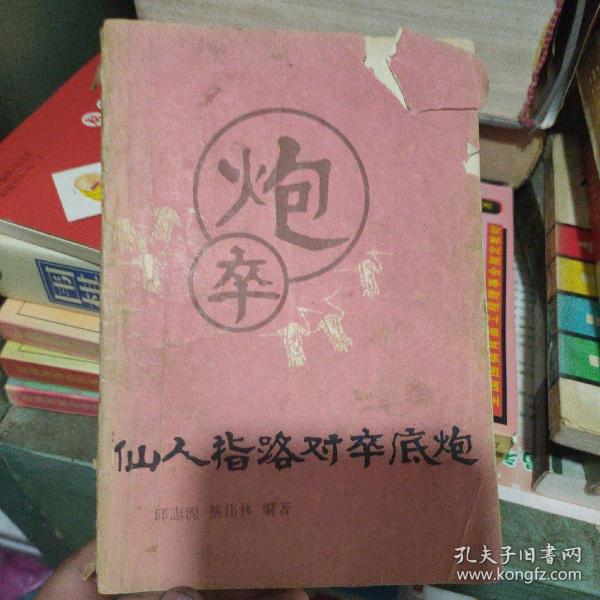 炮
卒
仙人指路对卒底炮
邱志源 蔡伟林 编著
孔夫子旧书网
www.kongfz.com